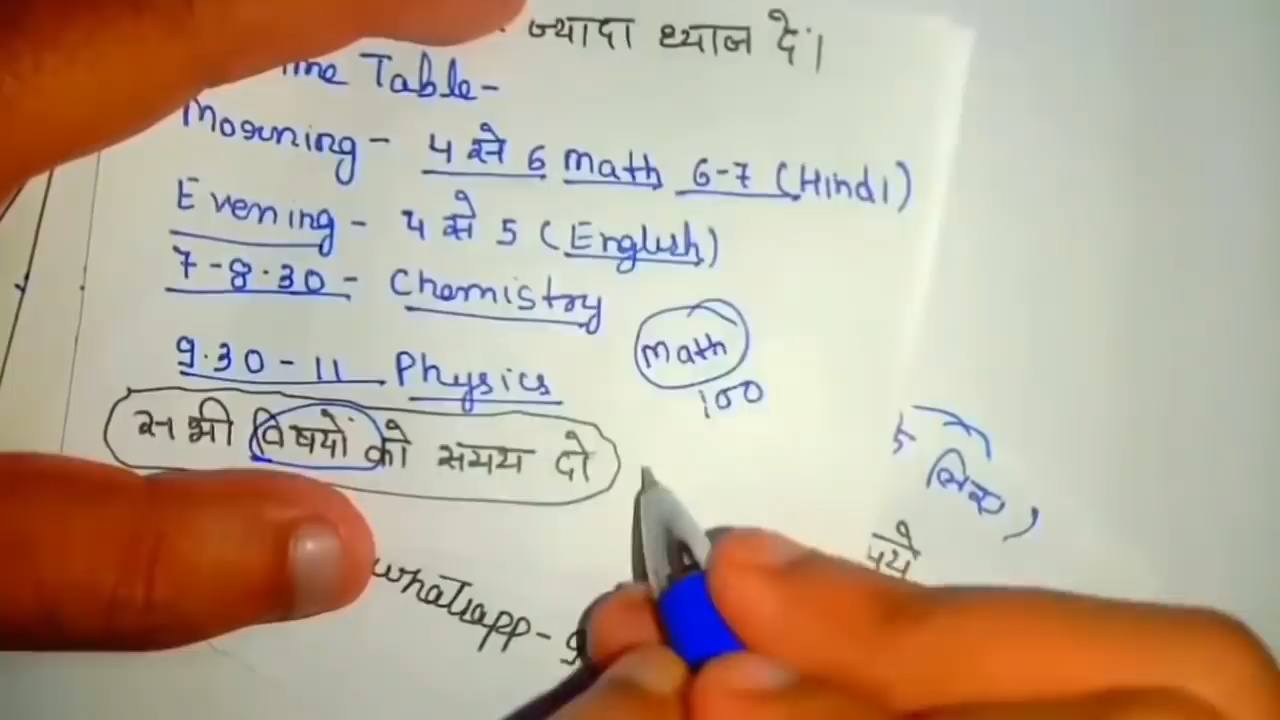 ज्यादा ध्यान दें।
Table-
Morning - 4 से 6 Math 6-7 (Hindi)
Evening - 4 से 5 (English)
7-8.30 - Chemistry
9.30-11 Physics
Math
100
सभी विषयों को समय दो
whatsapp - 9